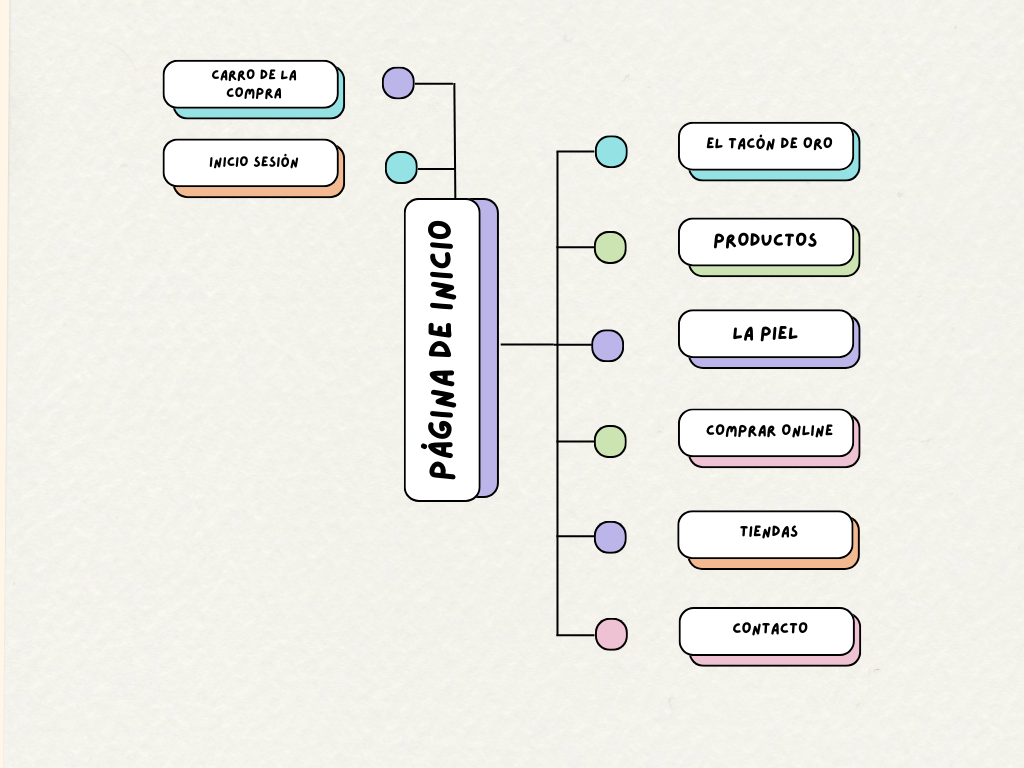 CARRO DE LA
COMPRA
INICIO SESIÓN
PÁGINA DE INICIO
EL TACÓN DE ORO
PRODUCTOS
LA PIEL
COMPRAR ONLINE
TIENDAS
CONTACTO